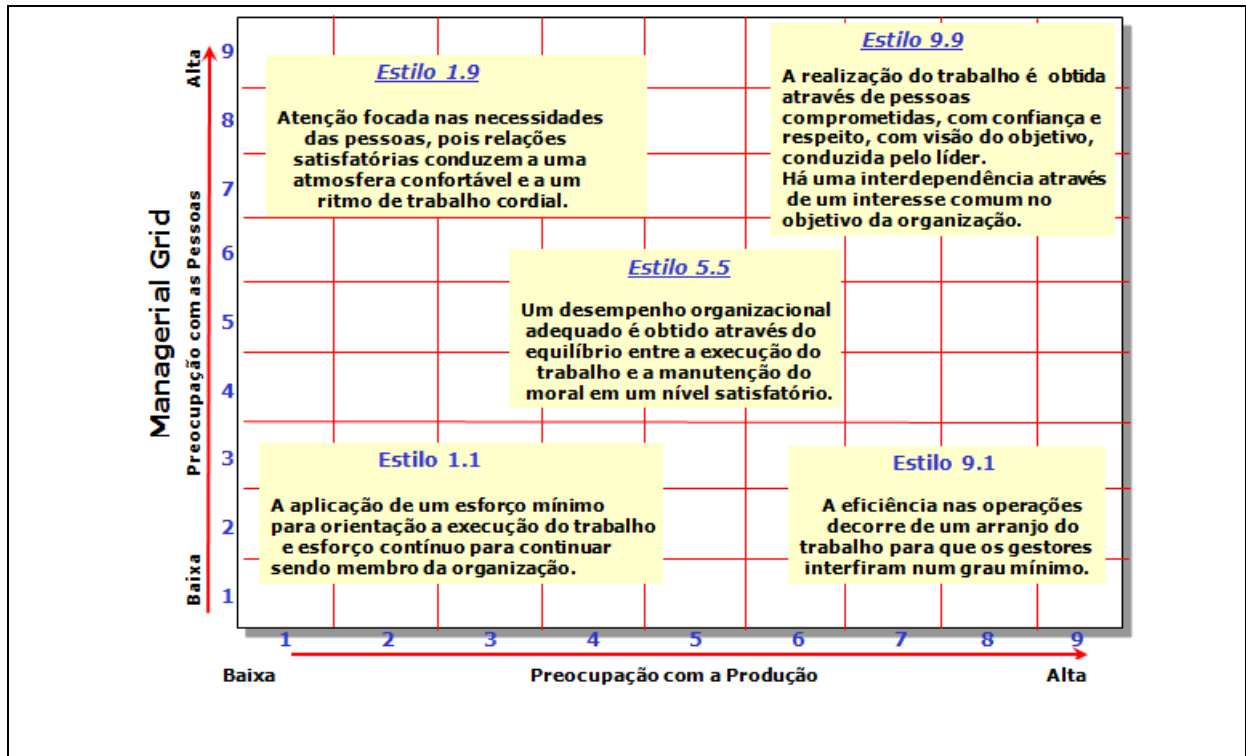 Managerial Grid
Preocupação com as Pessoas
Alta
Baixa
9
8
7
6
5
4
3
2
1
Estilo 1.9
Atenção focada nas necessidades
das pessoas, pois relações
satisfatórias conduzem a uma
atmosfera confortável e a um
ritmo de trabalho cordial.
Estilo 9.9
A realização do trabalho é obtida
através de pessoas
comprometidas, com confiança e
respeito, com visão do objetivo,
conduzida pelo líder.
Há uma interdependência através
de um interesse comum no
objetivo da organização.
Estilo 5.5
Um desempenho organizacional
adequado é obtido através do
equilíbrio entre a execução do
trabalho e a manutenção do
moral em um nível satisfatório.
Estilo 1.1
A aplicação de um esforço mínimo
para orientação a execução do trabalho
e esforço contínuo para continuar
sendo membro da organização.
Estilo 9.1
A eficiência nas operações
decorre de um arranjo do
trabalho para que os gestores
interfiram num grau mínimo.
1 2 3 4 5 6 7 8 9
Baixa Preocupação com a Produção Alta